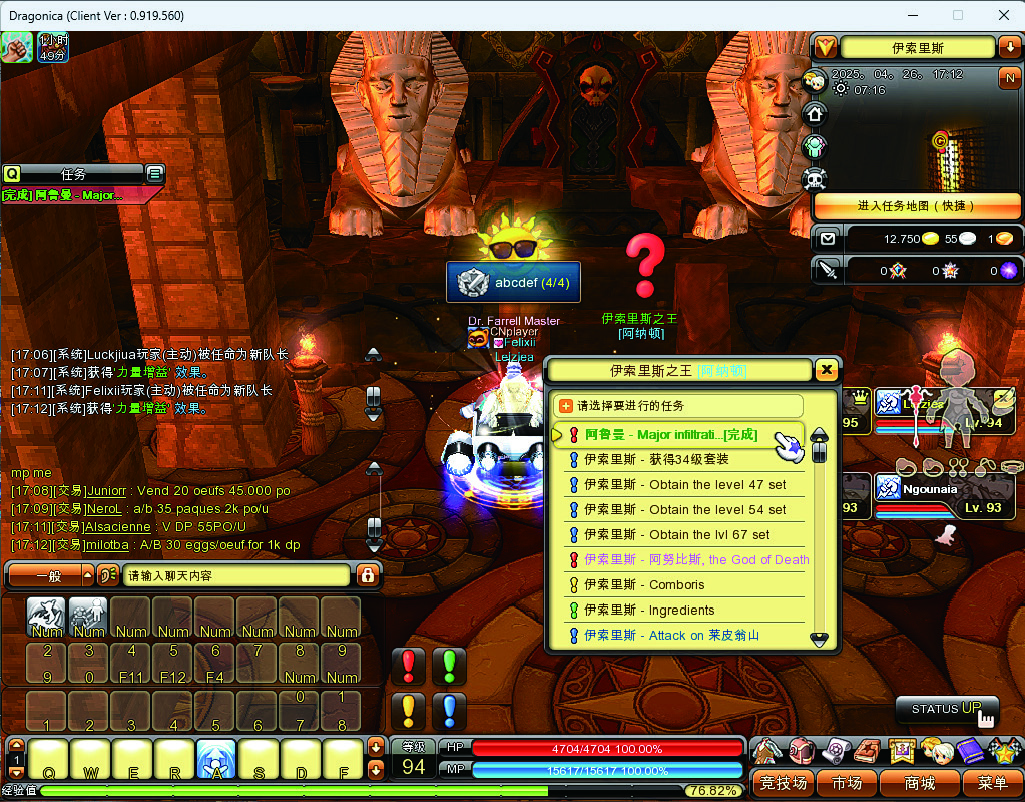 Dragonica (Client Ver : 0.919.560)
1小时
49分
伊索里斯
N
2025。 04。 26。 17:12
07:16
进入任务地图 ( 快捷 )
12.750 55 1
0 0 0
Q 任务
[完成] 阿鲁曼 - Major...
abcdef (4/4)
Dr. Farrell Master
CNplayer
Felixii
Leiziea
伊索里斯之王
[阿纳顿]
[17:06][系统]Luckjiua玩家(主动)被任命为新队长
[17:07][系统]获得'力量增益' 效果。
[17:11][系统]Felixii玩家(主动)被任命为新队长
[17:12][系统]获得'力量增益' 效果。
mp me
[17:08][交易]Juniorr : Vend 20 oeufs 45.000 po
[17:09][交易]NeroL : a/b 35 paques 2k po/u
[17:11][交易]Alsacienne : V DP 55PO/U
[17:12][交易]milotba : A/B 30 eggs/oeuf for 1k dp
一般
请输入聊天内容
伊索里斯之王 [阿纳顿]
请选择要进行的任务
阿鲁曼 - Major infiltrati...[完成]
伊索里斯 - 获得34级套装
伊索里斯 - Obtain the level 47 set
伊索里斯 - Obtain the level 54 set
伊索里斯 - Obtain the lvl 67 set
伊索里斯 - 阿努比斯, the God of Death
伊索里斯 - Comboris
伊索里斯 - Ingredients
伊索里斯 - Attack on 莱皮翁山
95
Lv. 94
93
Ngounaia
Lv. 93
STATUS UP
Num Num Num Num Num Num Num Num
2 3 4 5 6 7 8 9
9 0 F11 F12 F4 Num Num
0 1
1 2 3 4 5 6 7 8
1
Q W E R A S D F
等级
94
HP 4704/4704 100.00%
MP 15617/15617 100.00%
竞技场 市场 商城 菜单
经验值 76.82%